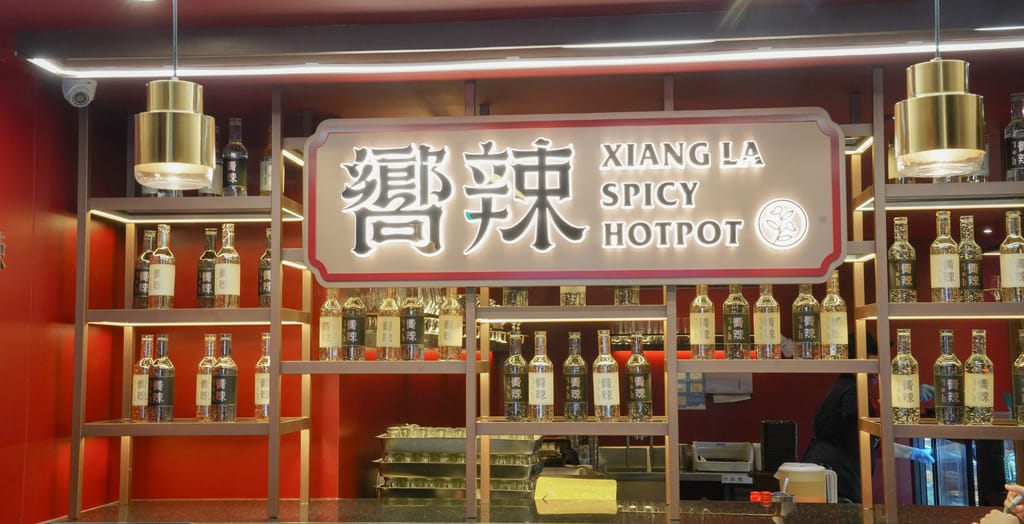 嚮辣
XIANG LA
SPICY
HOTPOT